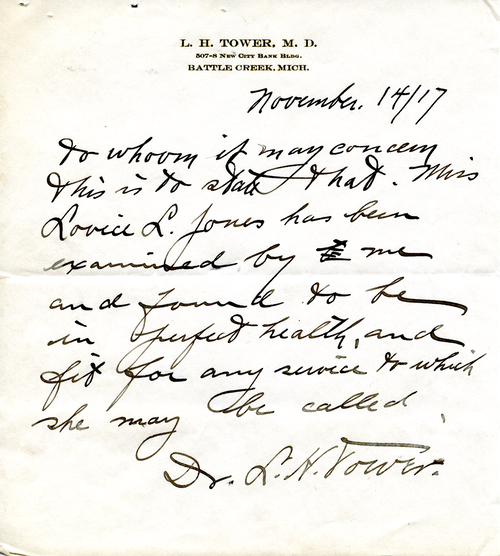 L. H. TOWER, M. D.
507-8 NEW CITY BANK BLDG.
BATTLE CREEK, MICH.
November. 14/17
To whoom it may concern
This is to state that. Miss
Lovice L. Jones has been
examined by me
and found to be
in perfect health, and
fit for any service to which
she may be called.
Dr. L. H. Tower.